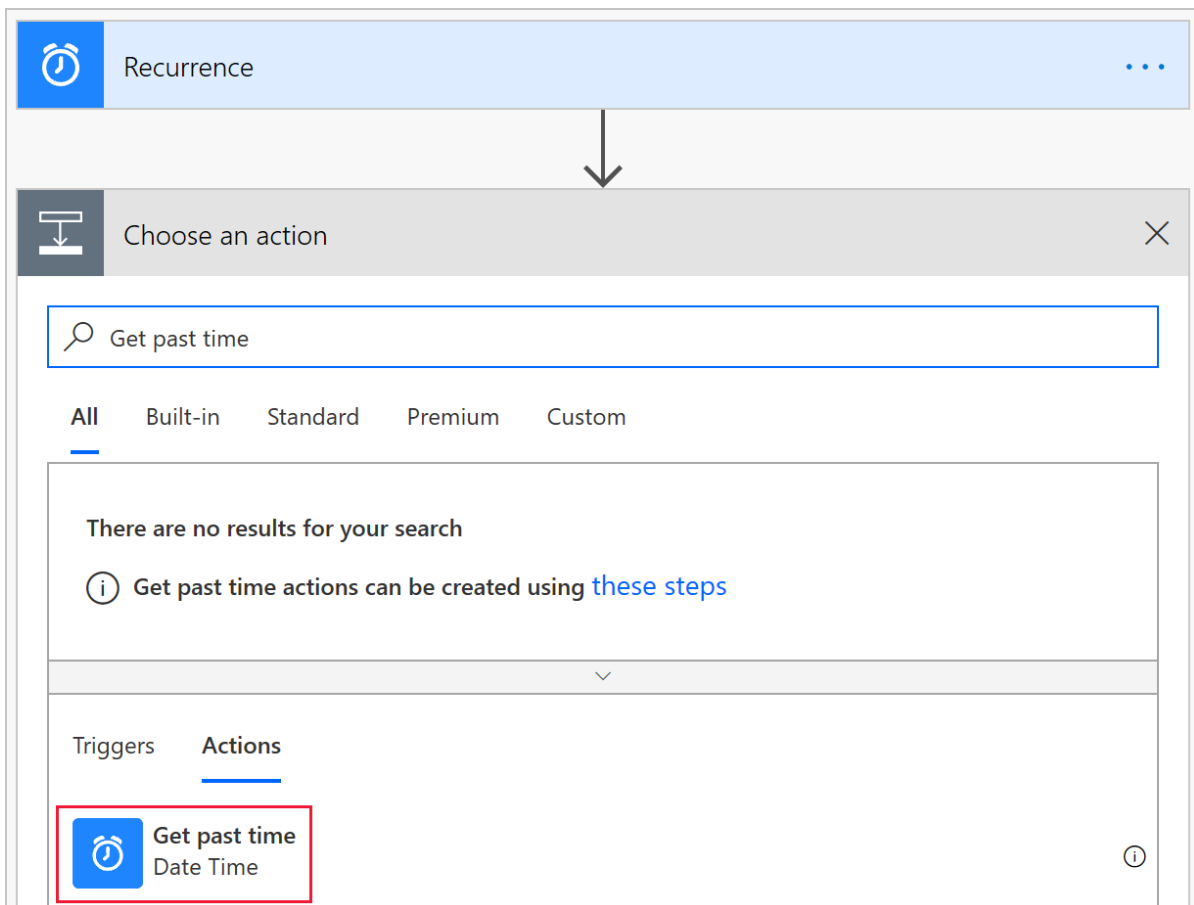 Recurrence
Choose an action
Get past time
All Built-in Standard Premium Custom
There are no results for your search
Get past time actions can be created using these steps
Triggers Actions
Get past time
Date Time